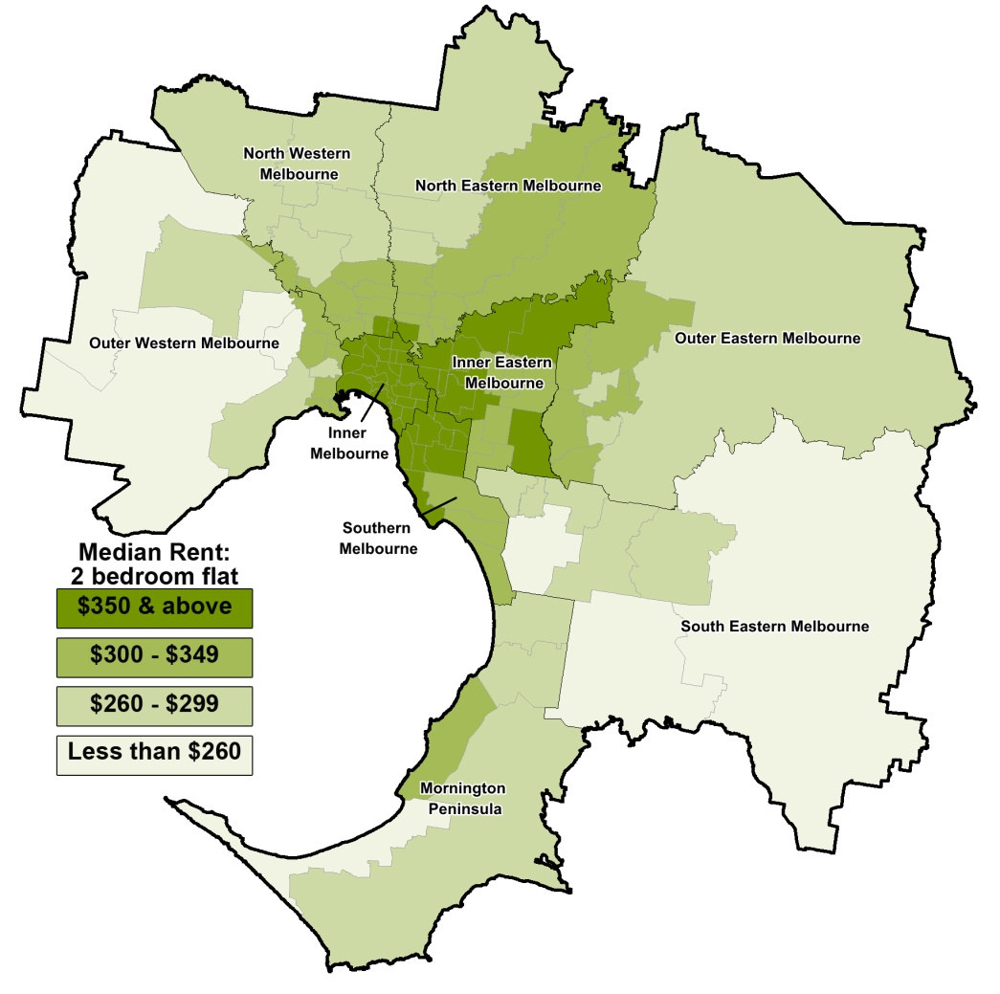 North Western
Melbourne
North Eastern Melbourne
Outer Western Melbourne
Outer Eastern Melbourne
Inner Eastern
Melbourne
Inner
Melbourne
Southern
Melbourne
Median Rent:
2 bedroom flat
$350 & above
$300 - $349
$260 - $299
Less than $260
South Eastern Melbourne
Mornington
Peninsula